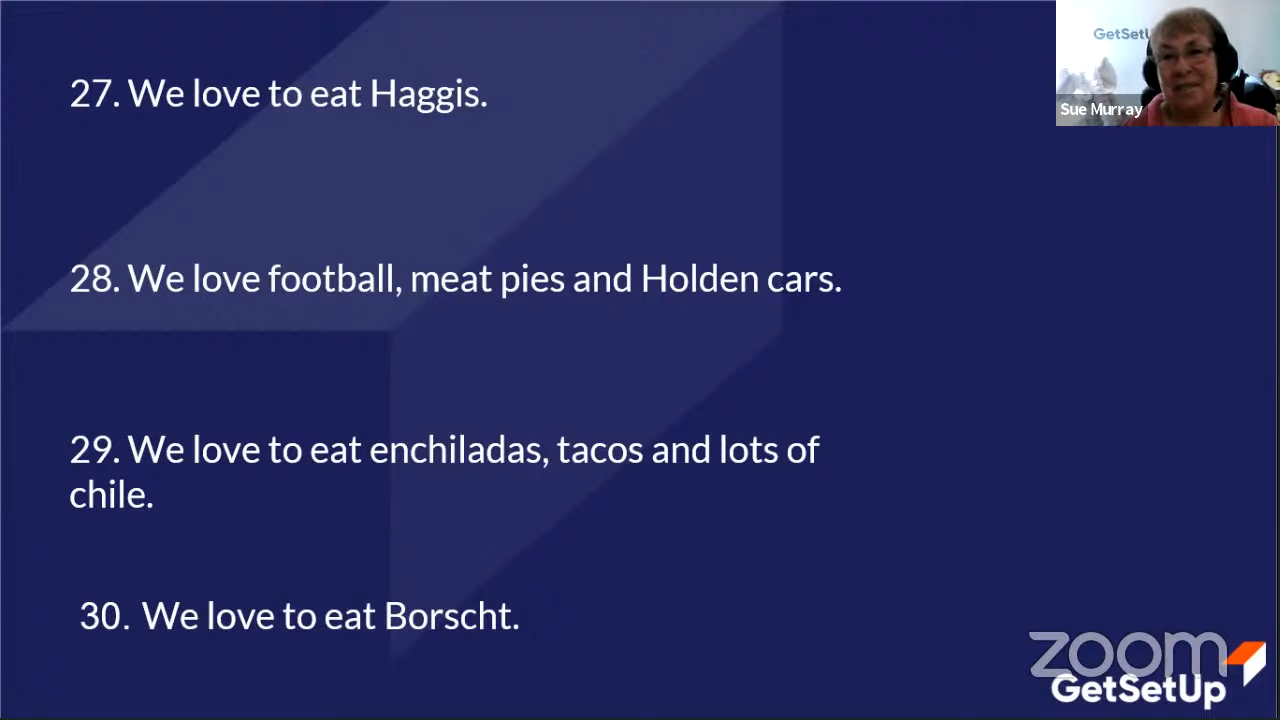 GetSetU
Sue Murray
27. We love to eat Haggis.
28. We love football, meat pies and Holden cars.
29. We love to eat enchiladas, tacos and lots of
chile.
30. We love to eat Borscht.
zoom
GetSetUp